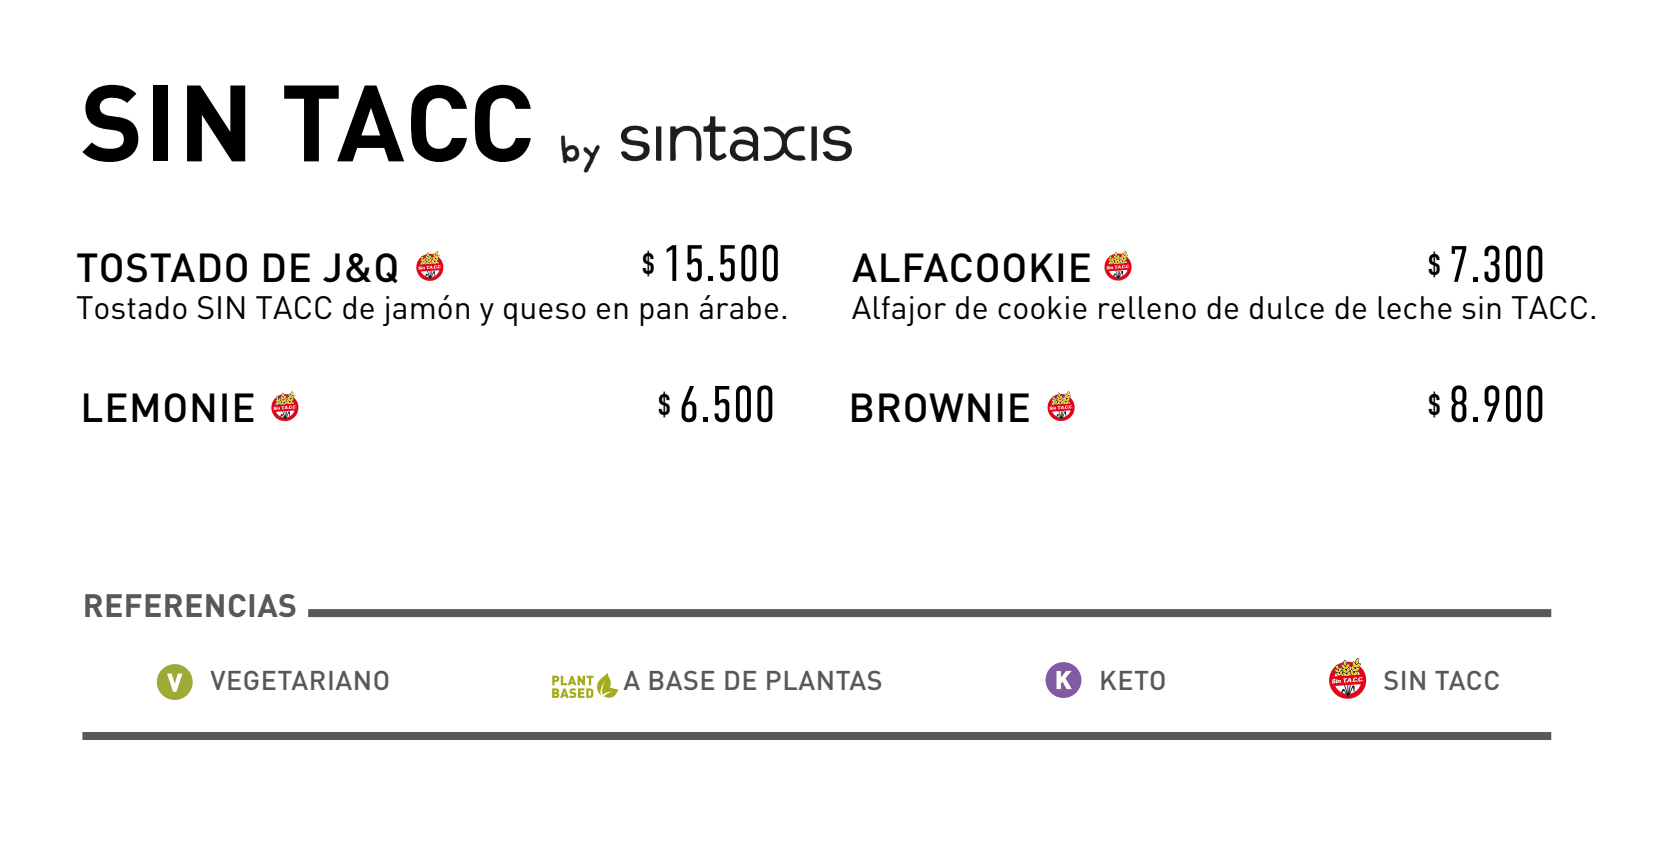 SIN TACC by sintaxis
TOSTADO DE J&Q $ 15.500
Tostado SIN TACC de jamón y queso en pan árabe.
LEMONIE $ 6.500
ALFACOOKIE $ 7.300
Alfajor de cookie relleno de dulce de leche sin TACC.
BROWNIE $ 8.900
REFERENCIAS
V VEGETARIANO
PLANT
BASED
A BASE DE PLANTAS
K KETO
Sin T.A.C.C. SIN TACC